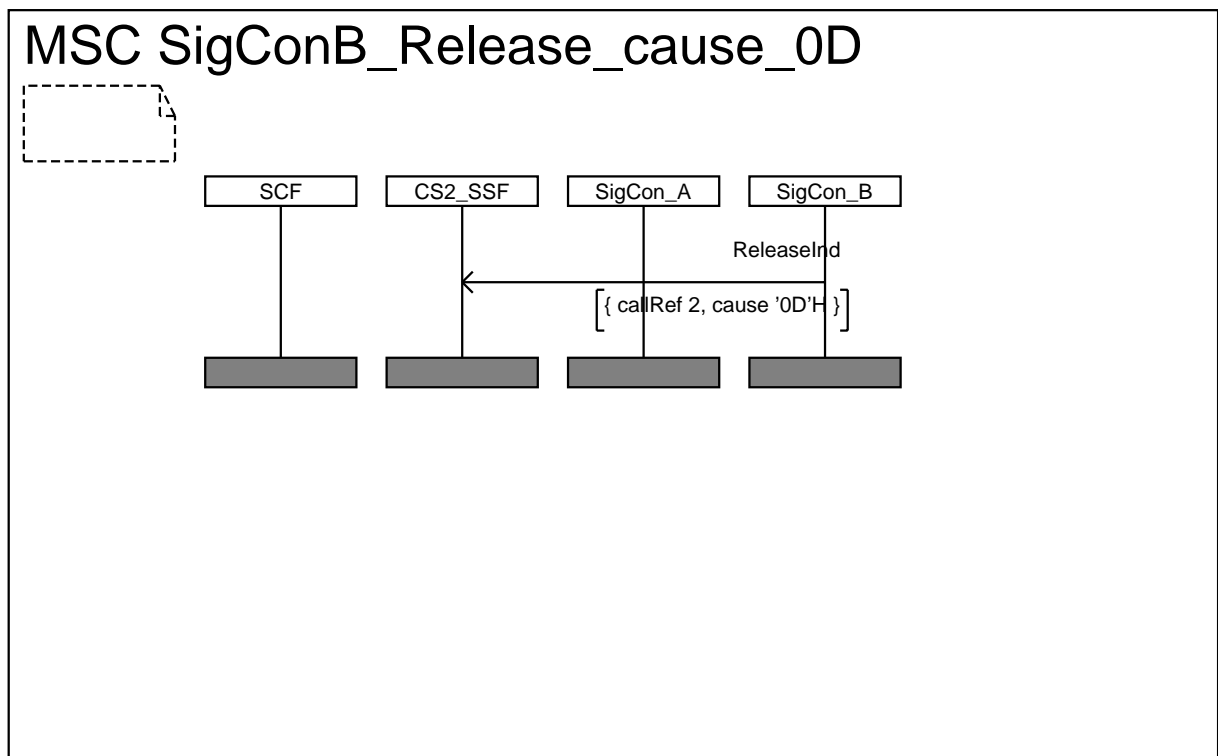 MSC SigConB_Release_cause_0D
SCF
CS2_SSF
SigCon_A
SigCon_B
ReleaseInd
{ callRef 2, cause '0D'H }